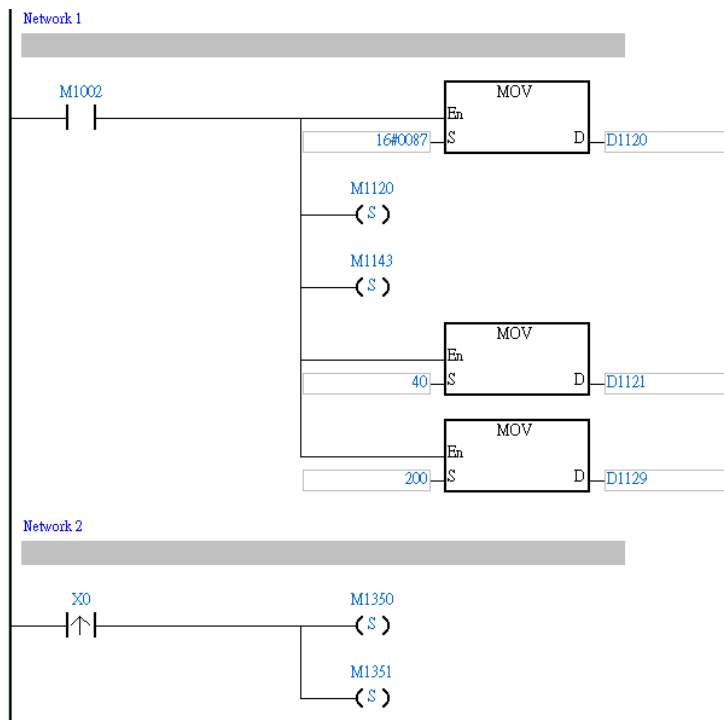 Network 1
M1002
MOV
En
16#0087 S D D1120
M1120
S
M1143
S
MOV
En
40 S D D1121
MOV
En
200 S D D1129
Network 2
X0 M1350
S
M1351
S